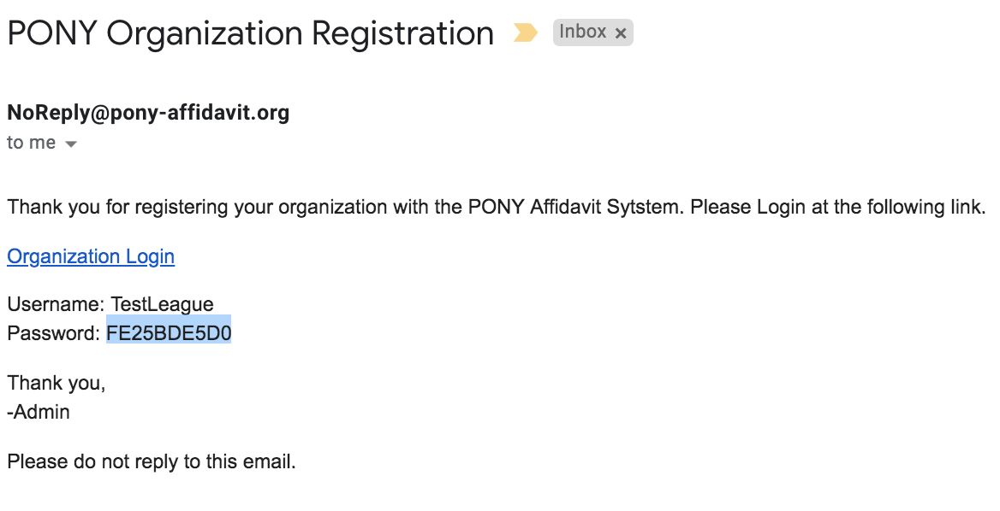 PONY Organization Registration
Inbox x
NoReply@pony-affidavit.org
to me
Thank you for registering your organization with the PONY Affidavit Sytstem. Please Login at the following link.
Organization Login
Username: TestLeague
Password: FE25BDE5D0
Thank you,
-Admin
Please do not reply to this email.